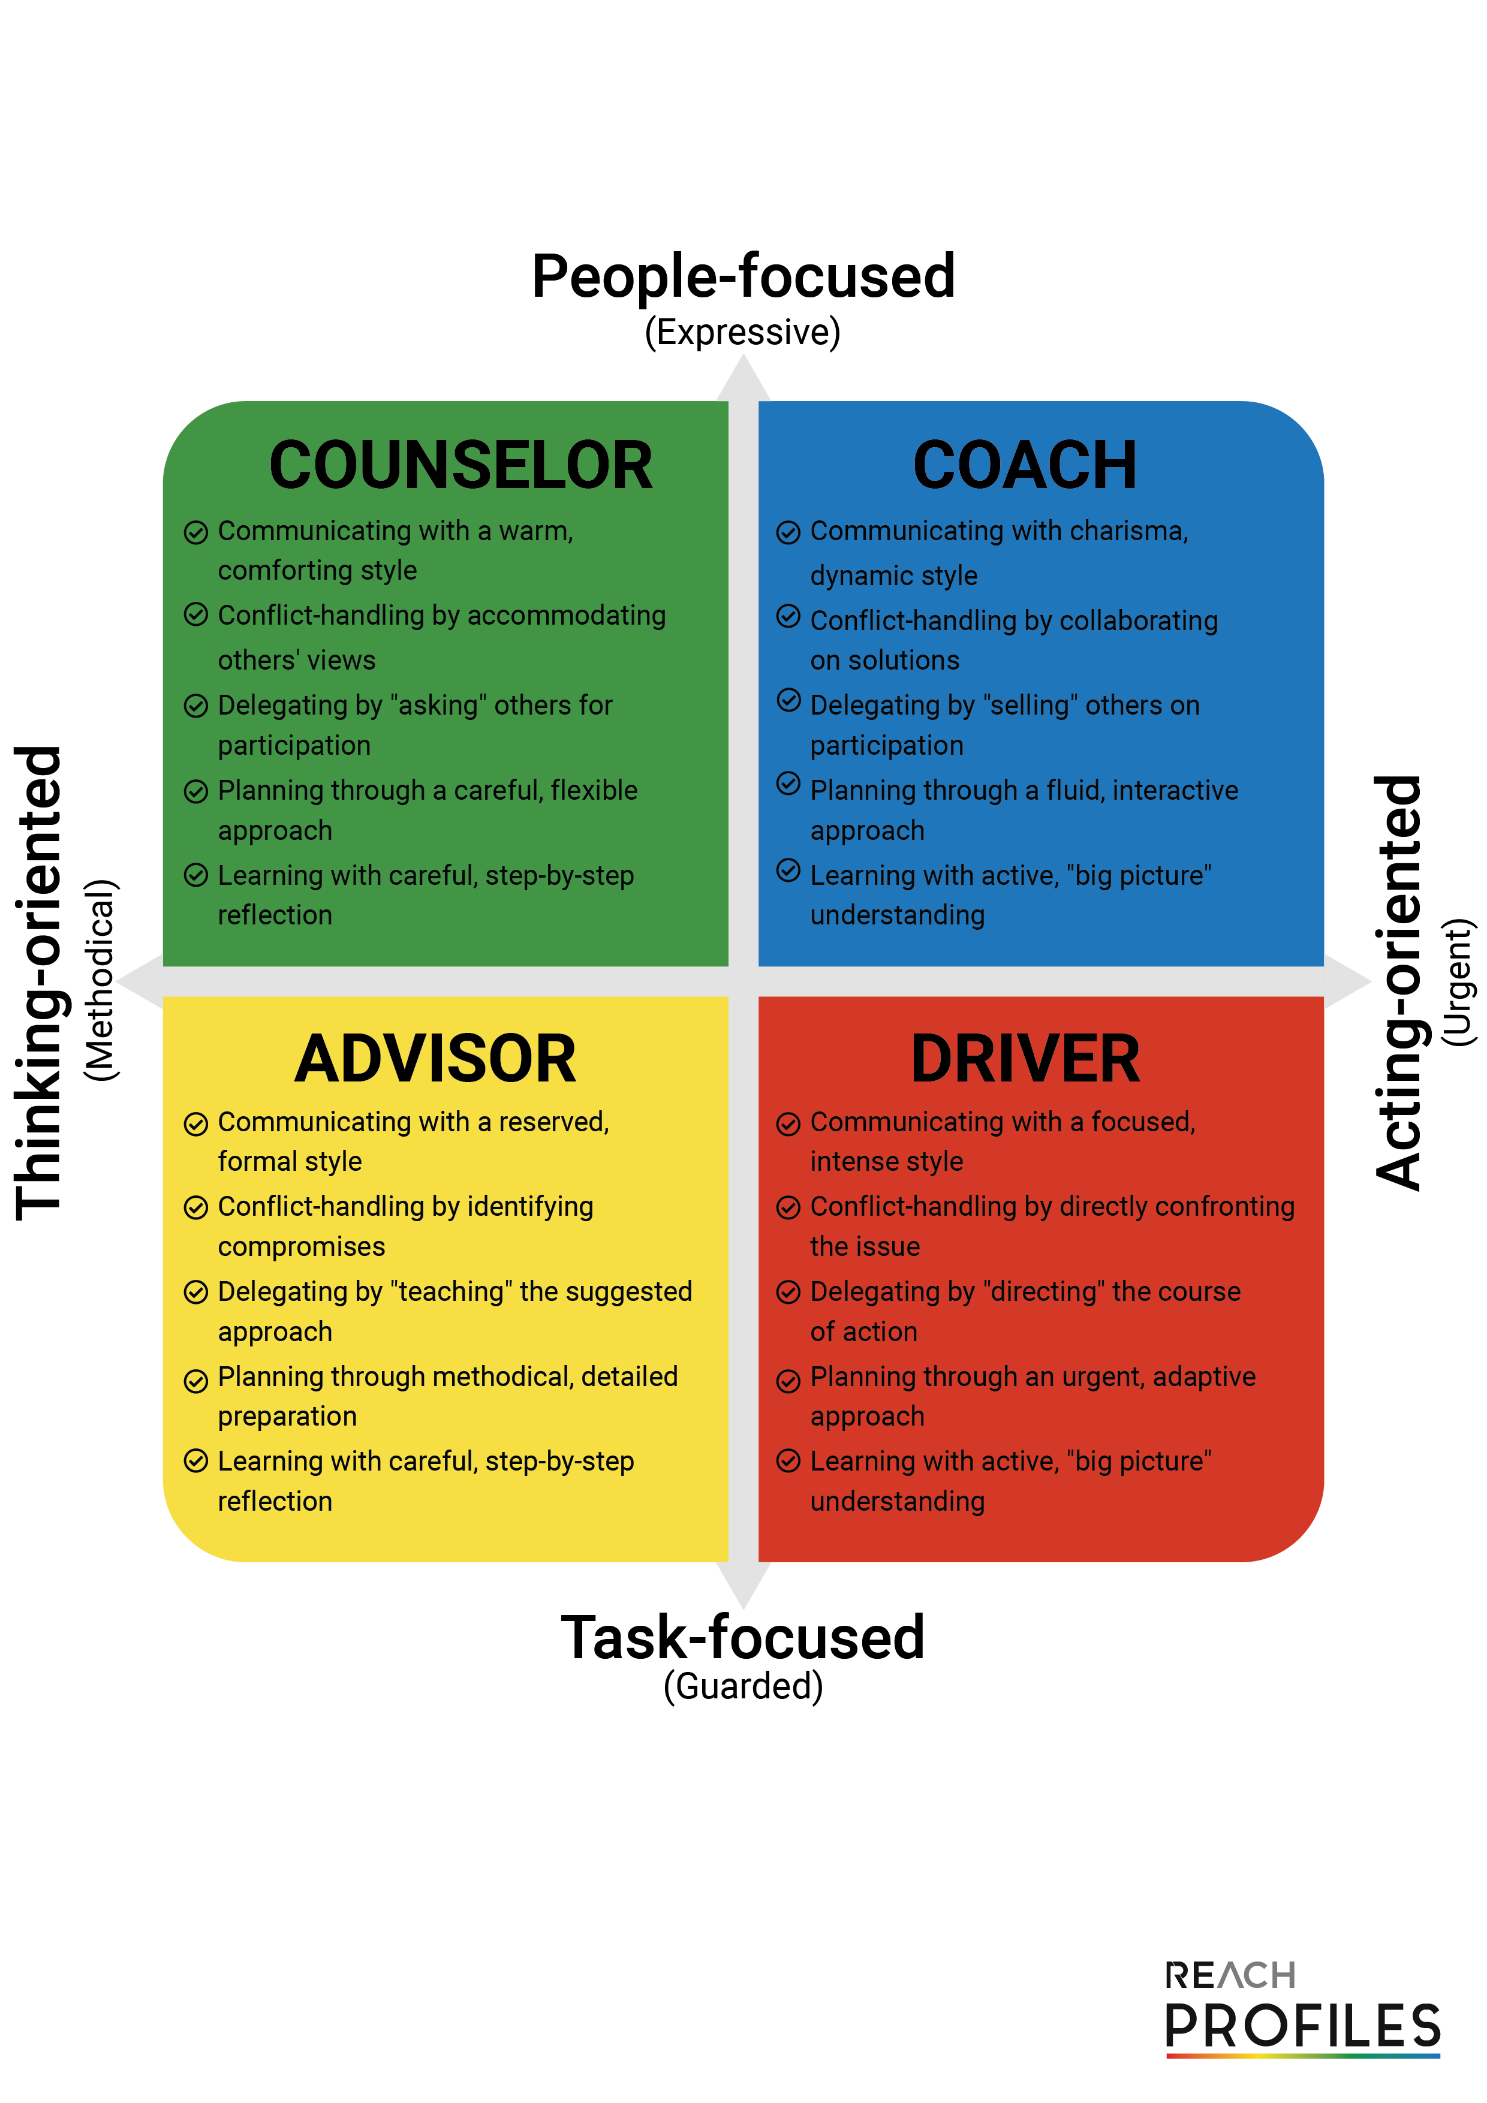 People-focused
(Expressive)
COUNSELOR
Communicating with a warm,
comforting style
Conflict-handling by accommodating
others' views
Delegating by "asking" others for
participation
Planning through a careful, flexible
approach
Learning with careful, step-by-step
reflection
COACH
Communicating with charisma,
dynamic style
Conflict-handling by collaborating
on solutions
Delegating by "selling" others on
participation
Planning through a fluid, interactive
approach
Learning with active, "big picture"
understanding
Thinking-oriented
(Methodical)
Acting-oriented
(Urgent)
ADVISOR
Communicating with a reserved,
formal style
Conflict-handling by identifying
compromises
Delegating by "teaching" the suggested
approach
Planning through methodical, detailed
preparation
Learning with careful, step-by-step
reflection
DRIVER
Communicating with a focused,
intense style
Conflict-handling by directly confronting
the issue
Delegating by "directing" the course
of action
Planning through an urgent, adaptive
approach
Learning with active, "big picture"
understanding
Task-focused
(Guarded)
REACH
PROFILES